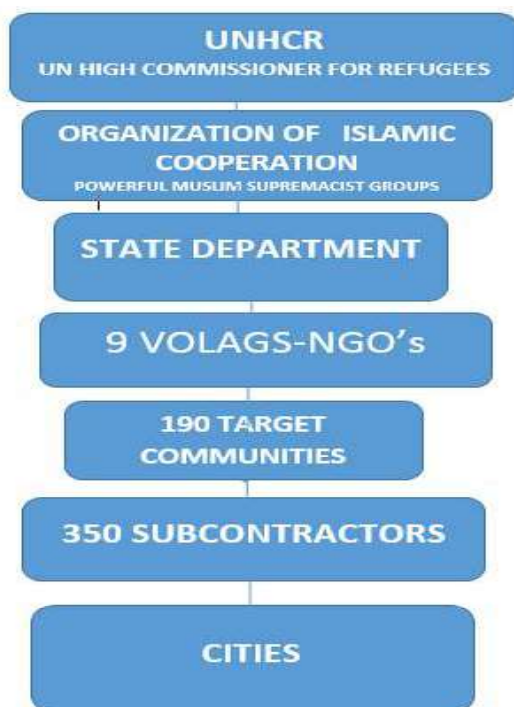 UNHCR
UN HIGH COMMISSIONER FOR REFUGEES
ORGANIZATION OF ISLAMIC
COOPERATION
POWERFUL MUSLIM SUPREMACIST GROUPS
STATE DEPARTMENT
9 VOLAGS-NGO's
190 TARGET
COMMUNITIES
350 SUBCONTRACTORS
CITIES